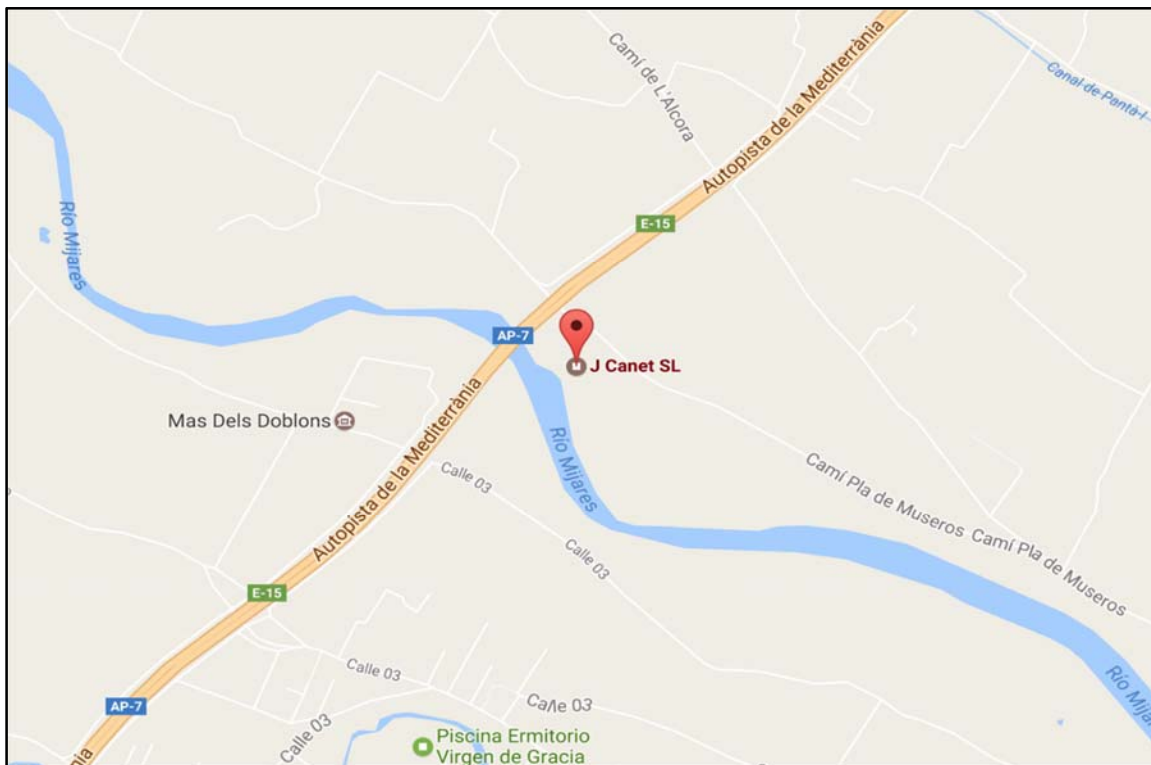 Camí de L'Alcora
Autopista de la Mediterrània
Canal de Pantà I
Río Mijares
E-15
AP-7
J Canet SL
Mas Dels Doblons
Autopista de la Mediterrània
Calle 03
Río Mijares
Camí Pla de Museros
Camí Pla de Museros
Calle 03
E-15
Calle 03
Calle 03
Calle 03
AP-7
Río Mija
Piscina Ermitorio
Virgen de Gracia
nia